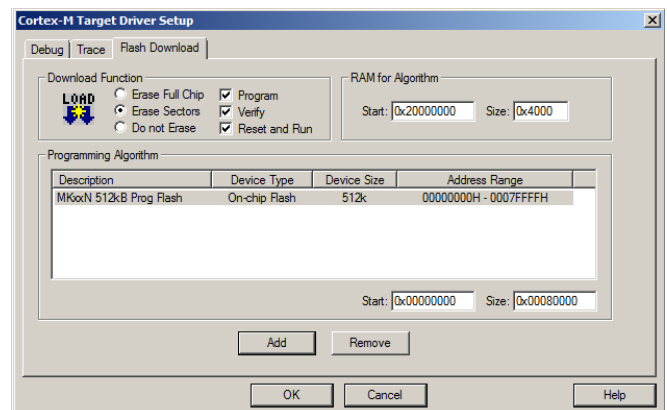 Cortex-M Target Driver Setup
Debug Trace Flash Download
Download Function
LOAD
Erase Full Chip
Erase Sectors
Do not Erase
Program
Verify
Reset and Run
RAM for Algorithm
Start: 0x20000000 Size: 0x4000
Programming Algorithm
Description Device Type Device Size Address Range
MKxxN 512kB Prog Flash On-chip Flash 512k 00000000H - 0007FFFFH
Start: 0x00000000 Size: 0x00080000
Add Remove
OK Cancel Help